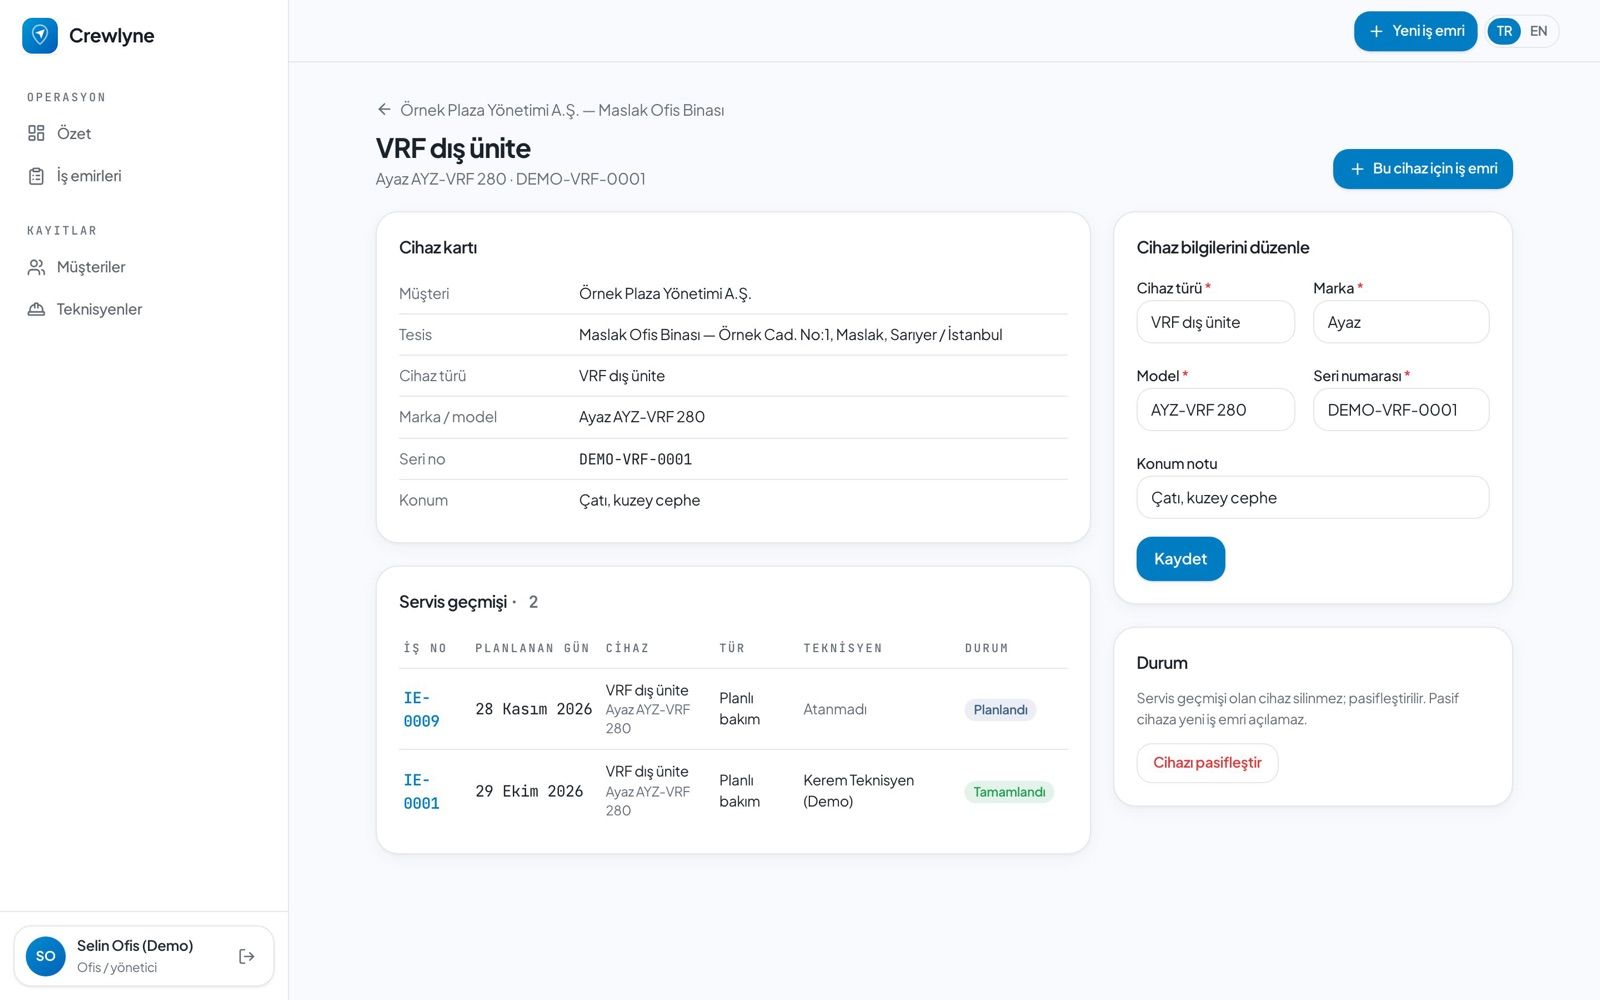 Crewlyne
OPERASYON
Özet
İş emirleri
KAYITLAR
Müşteriler
Teknisyenler
SO
Selin Ofis (Demo)
Ofis / yönetici
+ Yeni iş emri
TR EN
← Örnek Plaza Yönetimi A.Ş. — Maslak Ofis Binası
VRF dış ünite
Ayaz AYZ-VRF 280 · DEMO-VRF-0001
+ Bu cihaz için iş emri
Cihaz kartı
Müşteri Örnek Plaza Yönetimi A.Ş.
Tesis Maslak Ofis Binası — Örnek Cad. No:1, Maslak, Sarıyer / İstanbul
Cihaz türü VRF dış ünite
Marka / model Ayaz AYZ-VRF 280
Seri no DEMO-VRF-0001
Konum Çatı, kuzey cephe
Servis geçmişi · 2
İŞ NO PLANLANAN GÜN CİHAZ TÜR TEKNİSYEN DURUM
IE-0009 28 Kasım 2026 VRF dış ünite Ayaz AYZ-VRF 280 Planlı bakım Atanmadı Planlandı
IE-0001 29 Ekim 2026 VRF dış ünite Ayaz AYZ-VRF 280 Planlı bakım Kerem Teknisyen (Demo) Tamamlandı
Cihaz bilgilerini düzenle
Cihaz türü * Marka *
VRF dış ünite Ayaz
Model * Seri numarası *
AYZ-VRF 280 DEMO-VRF-0001
Konum notu
Çatı, kuzey cephe
Kaydet
Durum
Servis geçmişi olan cihaz silinmez; pasifleştirilir. Pasif
cihaza yeni iş emri açılamaz.
Cihazı pasifleştir